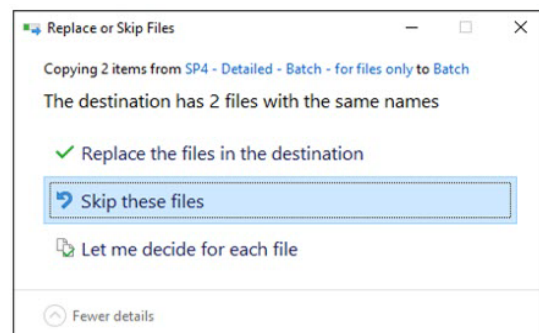 Replace or Skip Files
Copying 2 items from SP4 - Detailed - Batch - for files only to Batch
The destination has 2 files with the same names
Replace the files in the destination
Skip these files
Let me decide for each file
Fewer details